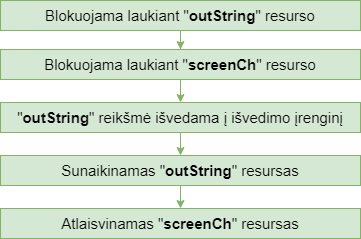 Blokuojama laukiant "outString" resurso
Blokuojama laukiant "screenCh" resurso
"outString" reikšmė išvedama į išvedimo įrenginį
Sunaikinamas "outString" resursas
Atlaisvinamas "screenCh" resursas